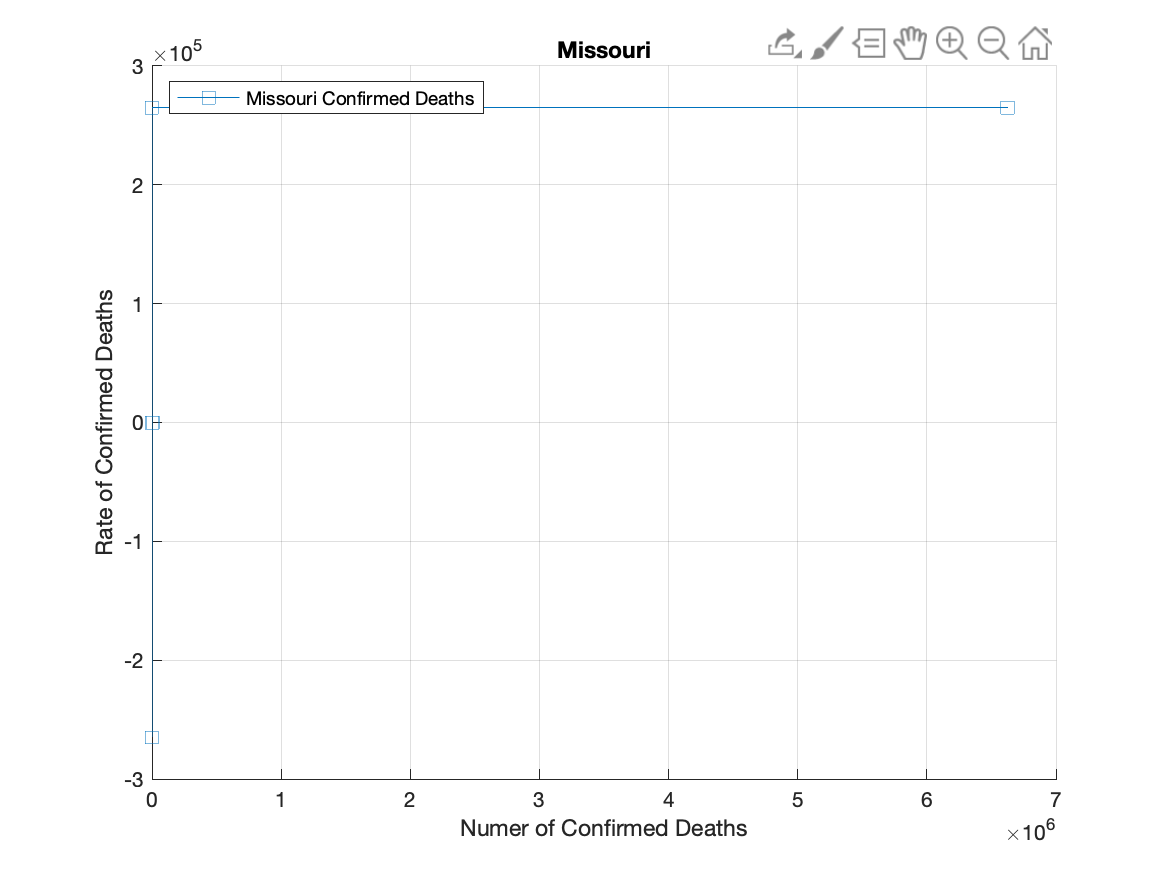 ×10^5
Missouri
Missouri Confirmed Deaths
3
2
1
0
-1
-2
-3
Rate of Confirmed Deaths
0 1 2 3 4 5 6 7
Numer of Confirmed Deaths
×10^6